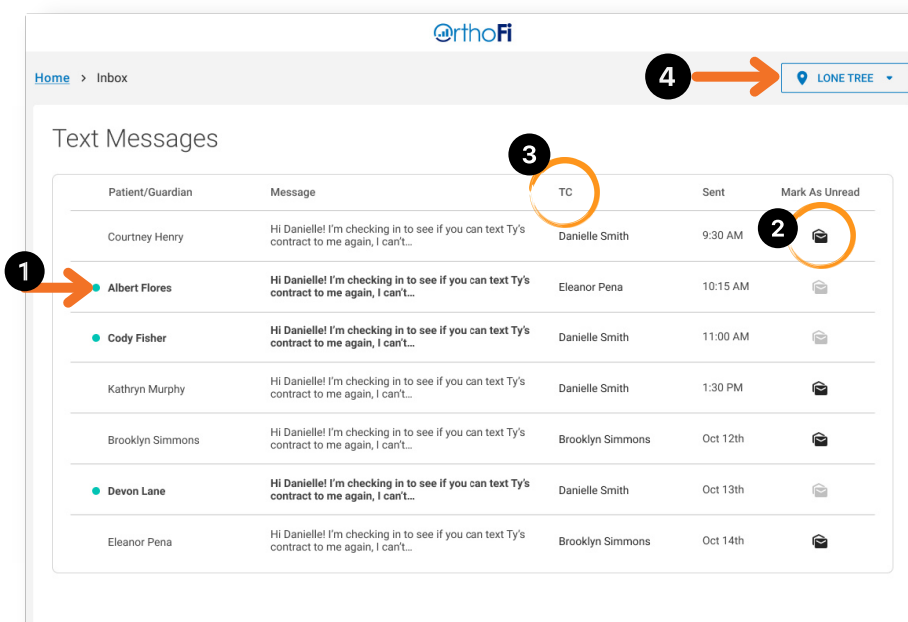 OrthoFi
Home > Inbox
4
LONE TREE
Text Messages
3
Patient/Guardian Message TC Sent Mark As Unread
2
Courtney Henry Hi Danielle! I'm checking in to see if you can text Ty's Danielle Smith 9:30 AM
contract to me again, I can't...
1
Albert Flores Hi Danielle! I'm checking in to see if you can text Ty's Eleanor Pena 10:15 AM
contract to me again, I can't...
Cody Fisher Hi Danielle! I'm checking in to see if you can text Ty's Danielle Smith 11:00 AM
contract to me again, I can't...
Kathryn Murphy Hi Danielle! I'm checking in to see if you can text Ty's Danielle Smith 1:30 PM
contract to me again, I can't...
Brooklyn Simmons Hi Danielle! I'm checking in to see if you can text Ty's Brooklyn Simmons Oct 12th
contract to me again, I can't...
Devon Lane Hi Danielle! I'm checking in to see if you can text Ty's Danielle Smith Oct 13th
contract to me again, I can't...
Eleanor Pena Hi Danielle! I'm checking in to see if you can text Ty's Brooklyn Simmons Oct 14th
contract to me again, I can't...